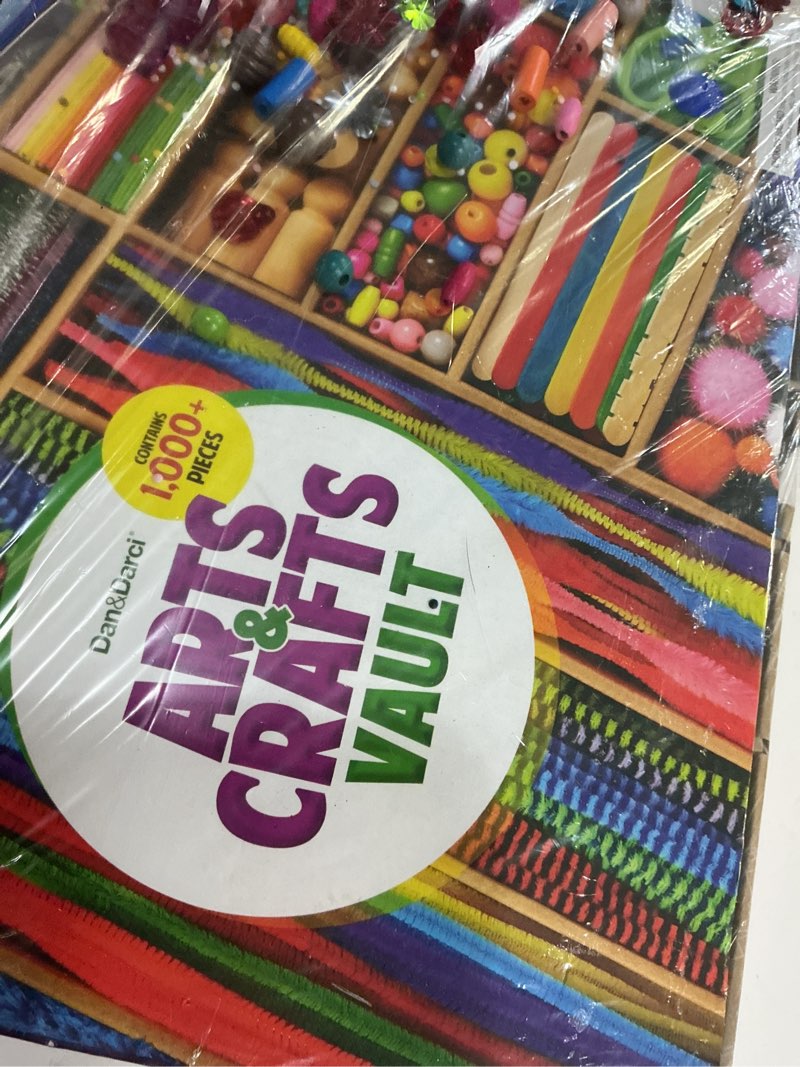 CONTAINS
1,000+
PIECES
Dan&Darci®
ARTS
&
CRAFTS
VAULT